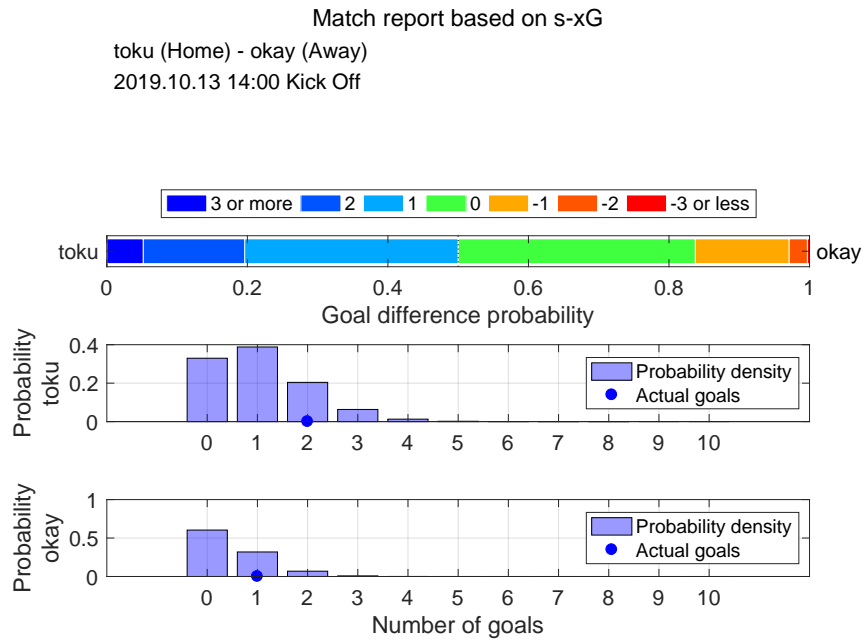 Match report based on s-xG
toku (Home) - okay (Away)
2019.10.13 14:00 Kick Off
3 or more 2 1 0 -1 -2 -3 or less
toku okay
0 0.2 0.4 0.6 0.8 1
Goal difference probability
Probability
toku
0.4
0.2
0
Probability density
Actual goals
0 1 2 3 4 5 6 7 8 9 10
Probability
okay
1
0.5
0
Probability density
Actual goals
0 1 2 3 4 5 6 7 8 9 10
Number of goals